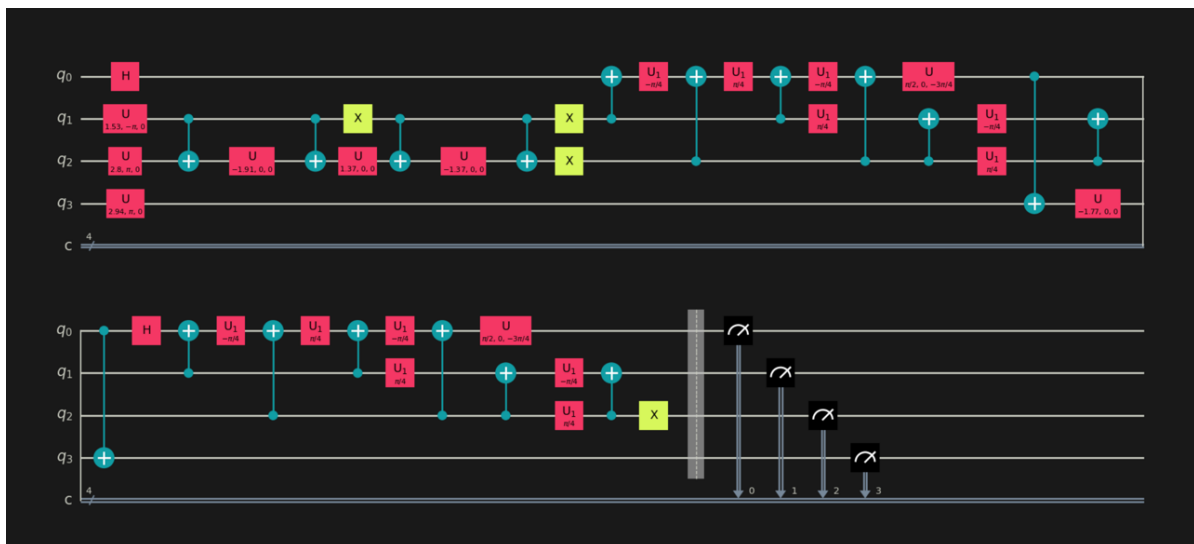 q0 H U1 -π/4 U1 π/4 U1 -π/4 U π/2, 0, -3π/4
q1 U 1.53, -π, 0 X X U1 π/4 U1 -π/4
q2 U 2.8, π, 0 U -1.91, 0, 0 U 1.37, 0, 0 U -1.37, 0, 0 X U1 π/4
q3 U 2.94, π, 0 U -1.77, 0, 0
c 4
q0 H U1 -π/4 U1 π/4 U1 -π/4 U π/2, 0, -3π/4
q1 U1 π/4 U1 -π/4
q2 U1 π/4 X
q3
c 4 0 1 2 3